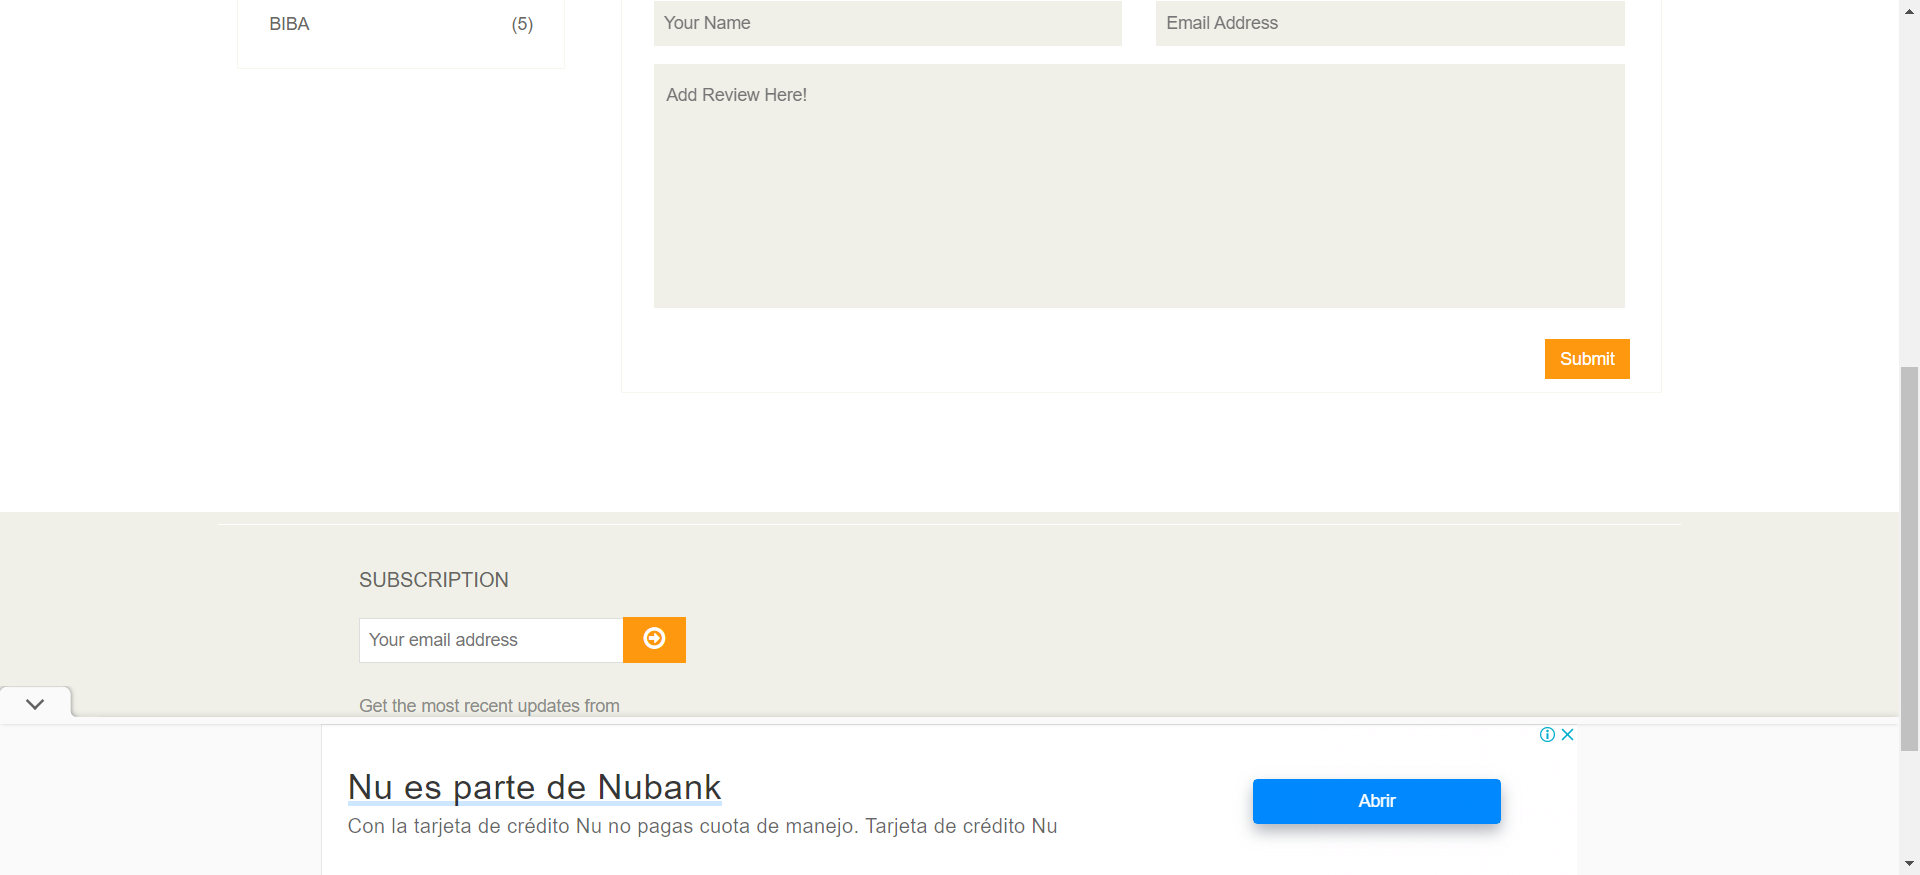 BIBA (5)
Your Name
Email Address
Add Review Here!
Submit
SUBSCRIPTION
Your email address
Get the most recent updates from
Nu es parte de Nubank
Con la tarjeta de crédito Nu no pagas cuota de manejo. Tarjeta de crédito Nu
Abrir